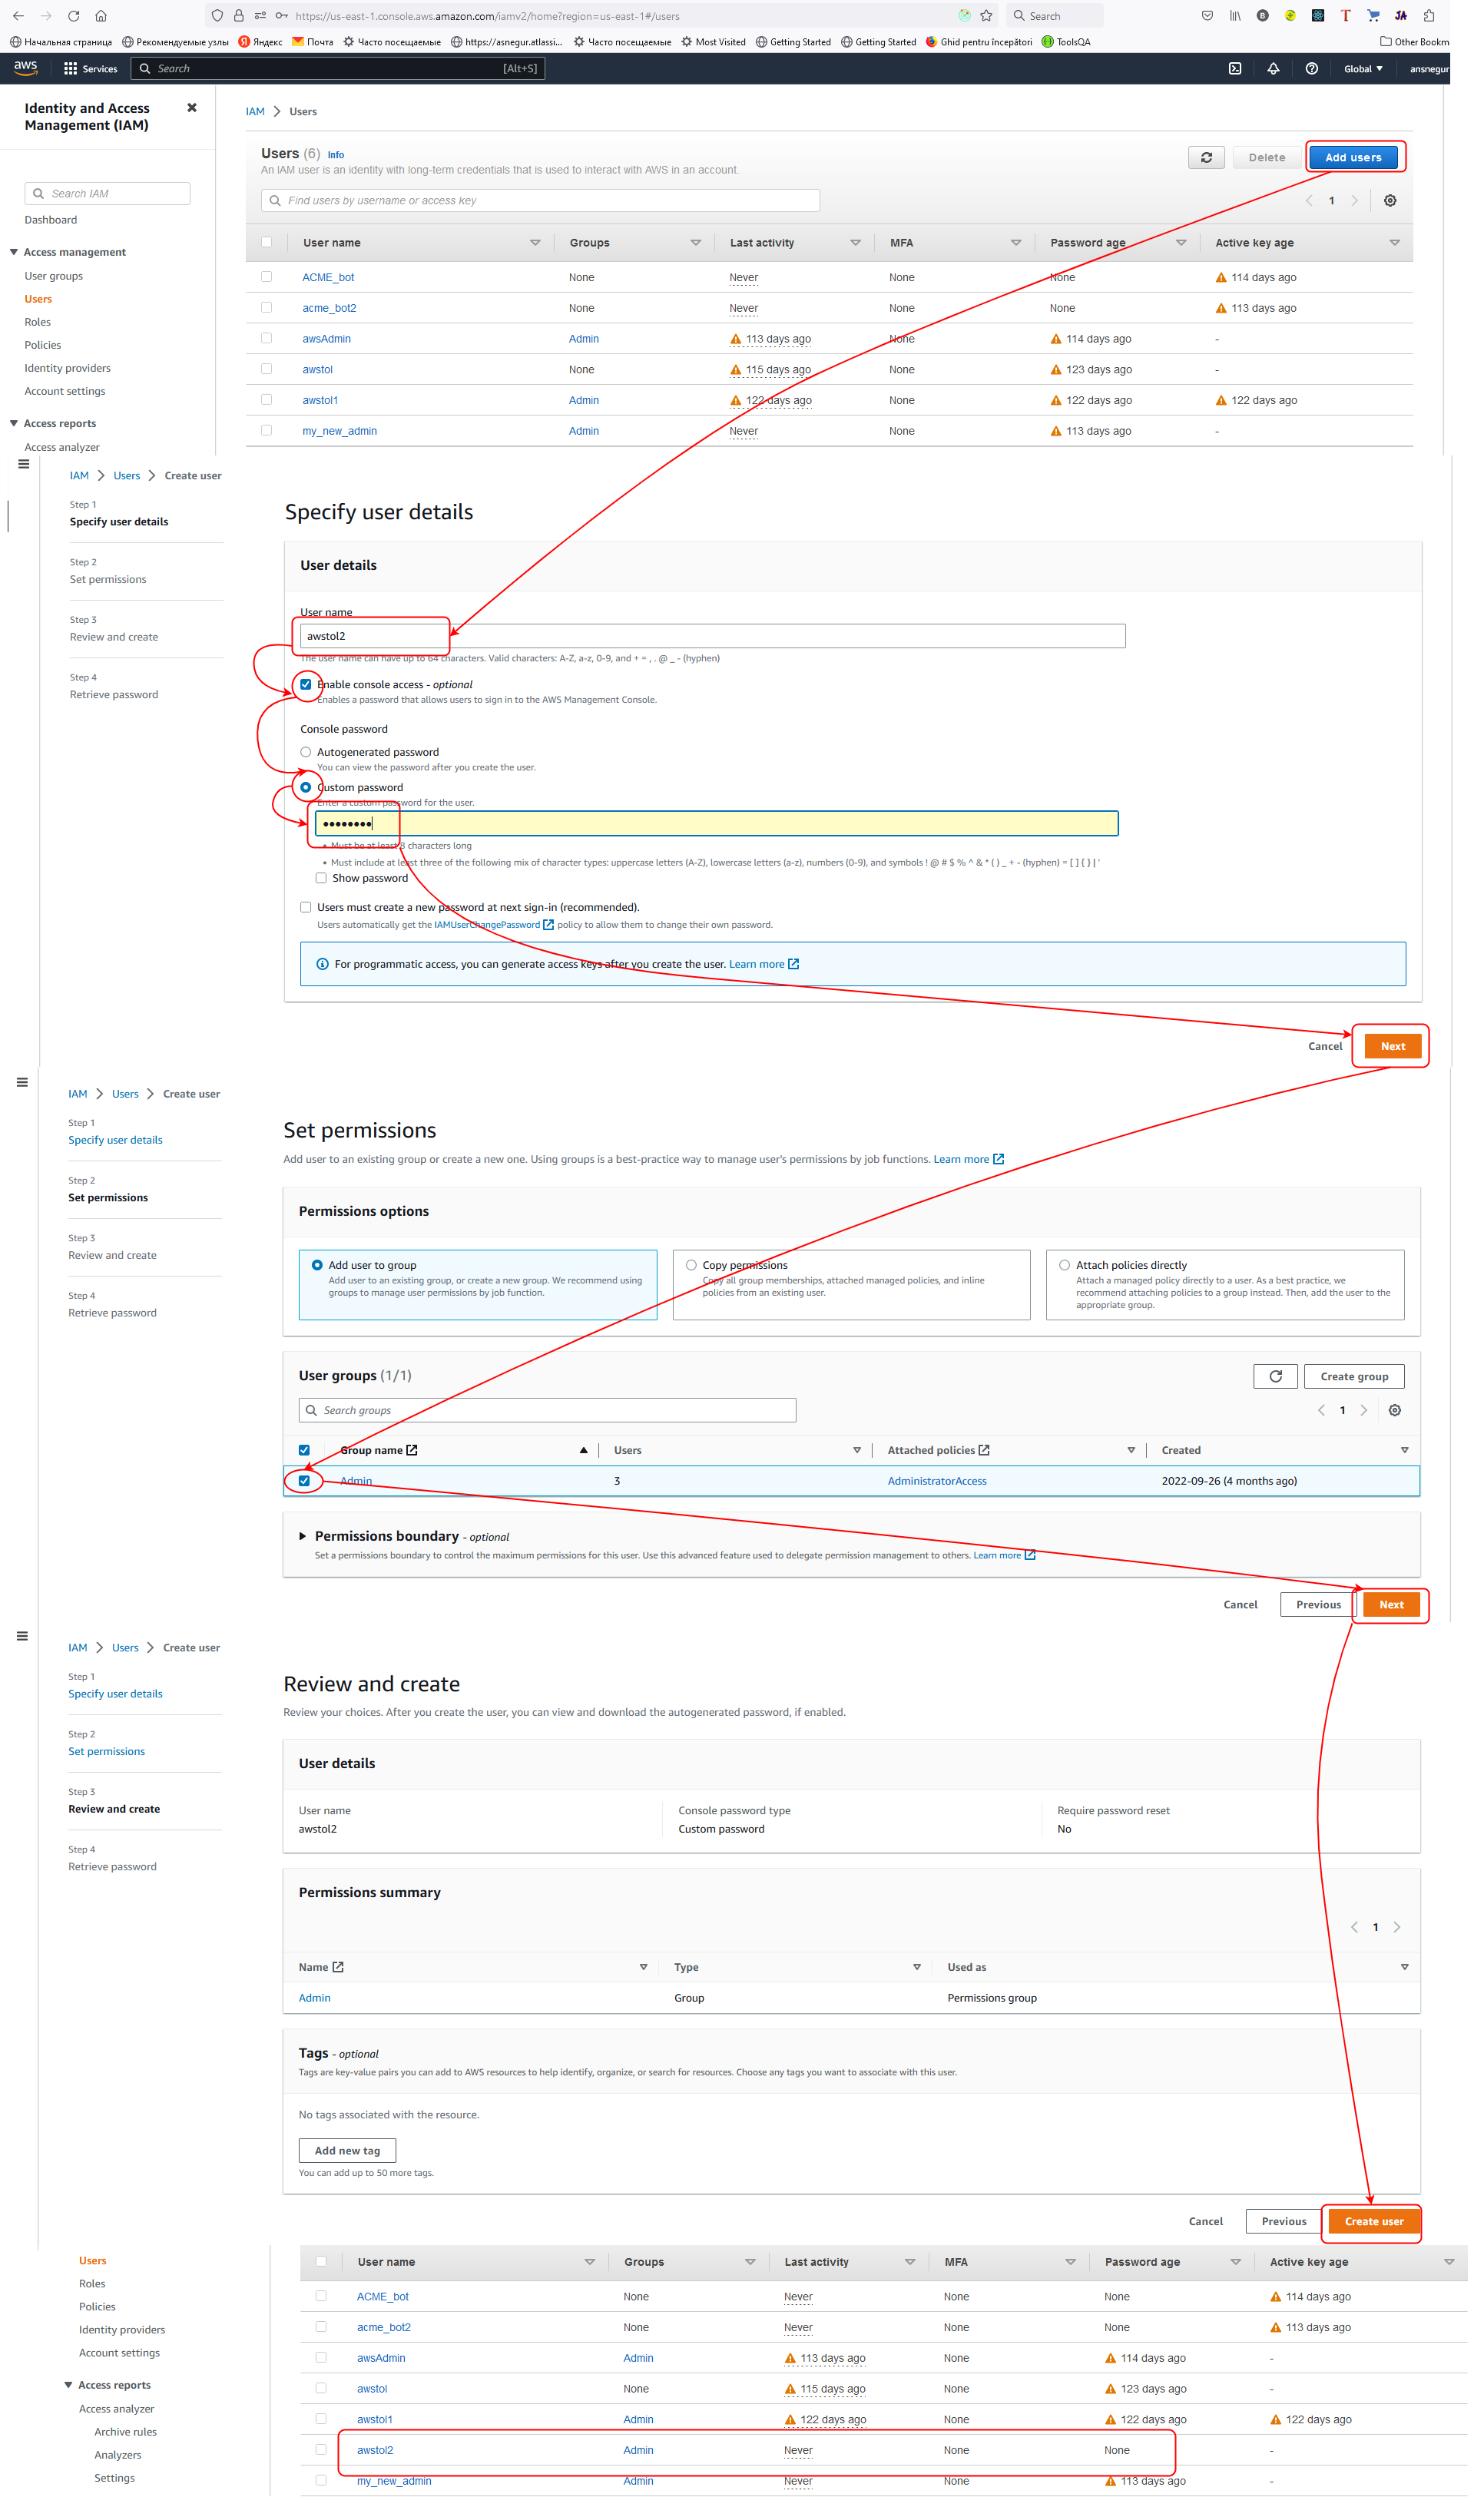 https://us-east-1.console.aws.amazon.com/iamv2/home?region=us-east-1#/users
Search
Начальная страница Рекомендуемые узлы Яндекс Почта Часто посещаемые https://asnegur.atlassi... Часто посещаемые Most Visited Getting Started Getting Started Ghid pentru începători ToolsQA Other Bookm
aws Services Search [Alt+S] Global ansnegur
Identity and Access
Management (IAM)
Search IAM
Dashboard
Access management
User groups
Users
Roles
Policies
Identity providers
Account settings
Access reports
Access analyzer
IAM > Users
Users (6) Info
An IAM user is an identity with long-term credentials that is used to interact with AWS in an account.
Delete Add users
Find users by username or access key
1
User name Groups Last activity MFA Password age Active key age
ACME_bot None Never None None 114 days ago
acme_bot2 None Never None None 113 days ago
awsAdmin Admin 113 days ago None 114 days ago -
awstol None 115 days ago None 123 days ago -
awstol1 Admin 122 days ago None 122 days ago 122 days ago
my_new_admin Admin Never None 113 days ago -
IAM > Users > Create user
Step 1
Specify user details
Step 2
Set permissions
Step 3
Review and create
Step 4
Retrieve password
Specify user details
User details
User name
awstol2
The user name can have up to 64 characters. Valid characters: A-Z, a-z, 0-9, and + = , . @ _ - (hyphen)
Enable console access - optional
Enables a password that allows users to sign in to the AWS Management Console.
Console password
Autogenerated password
You can view the password after you create the user.
Custom password
Enter a custom password for the user.
••••••••
• Must be at least 8 characters long
• Must include at least three of the following mix of character types: uppercase letters (A-Z), lowercase letters (a-z), numbers (0-9), and symbols ! @ # $ % ^ & * ( ) _ + - (hyphen) = [ ] { } | '
Show password
Users must create a new password at next sign-in (recommended).
Users automatically get the IAMUserChangePassword policy to allow them to change their own password.
For programmatic access, you can generate access keys after you create the user. Learn more
Cancel Next
IAM > Users > Create user
Step 1
Specify user details
Step 2
Set permissions
Step 3
Review and create
Step 4
Retrieve password
Set permissions
Add user to an existing group or create a new one. Using groups is a best-practice way to manage user's permissions by job functions. Learn more
Permissions options
Add user to group
Add user to an existing group, or create a new group. We recommend using
groups to manage user permissions by job function.
Copy permissions
Copy all group memberships, attached managed policies, and inline
policies from an existing user.
Attach policies directly
Attach a managed policy directly to a user. As a best practice, we
recommend attaching policies to a group instead. Then, add the user to the
appropriate group.
User groups (1/1)
Create group
Search groups
1
Group name Users Attached policies Created
Admin 3 AdministratorAccess 2022-09-26 (4 months ago)
Permissions boundary - optional
Set a permissions boundary to control the maximum permissions for this user. Use this advanced feature used to delegate permission management to others. Learn more
Cancel Previous Next
IAM > Users > Create user
Step 1
Specify user details
Step 2
Set permissions
Step 3
Review and create
Step 4
Retrieve password
Review and create
Review your choices. After you create the user, you can view and download the autogenerated password, if enabled.
User details
User name Console password type Require password reset
awstol2 Custom password No
Permissions summary
1
Name Type Used as
Admin Group Permissions group
Tags - optional
Tags are key-value pairs you can add to AWS resources to help identify, organize, or search for resources. Choose any tags you want to associate with this user.
No tags associated with the resource.
Add new tag
You can add up to 50 more tags.
Cancel Previous Create user
Users
Roles
Policies
Identity providers
Account settings
Access reports
Access analyzer
Archive rules
Analyzers
Settings
User name Groups Last activity MFA Password age Active key age
ACME_bot None Never None None 114 days ago
acme_bot2 None Never None None 113 days ago
awsAdmin Admin 113 days ago None 114 days ago -
awstol None 115 days ago None 123 days ago -
awstol1 Admin 122 days ago None 122 days ago 122 days ago
awstol2 Admin Never None None -
my_new_admin Admin Never None 113 days ago -